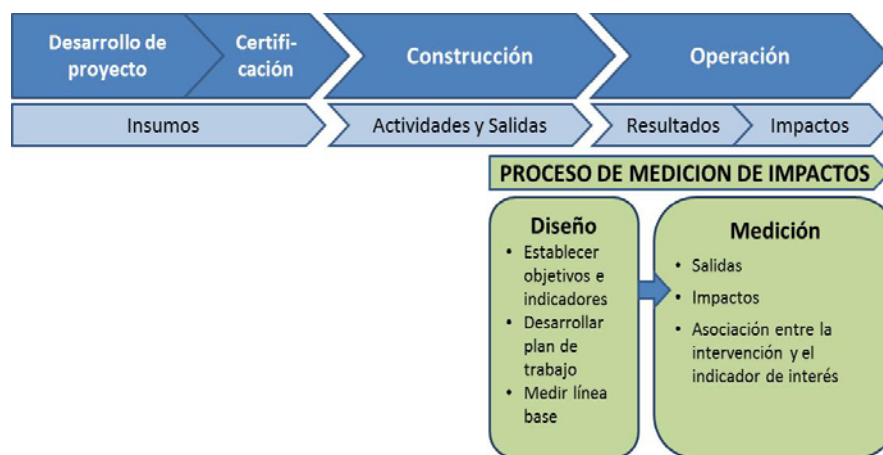 Desarrollo de
proyecto
Certifi-
cación
Construcción
Operación
Insumos
Actividades y Salidas
Resultados
Impactos
PROCESO DE MEDICION DE IMPACTOS
Diseño
• Establecer
objetivos e
indicadores
• Desarrollar
plan de
trabajo
• Medir línea
base
Medición
• Salidas
• Impactos
• Asociación entre la
intervención y el
indicador de interés